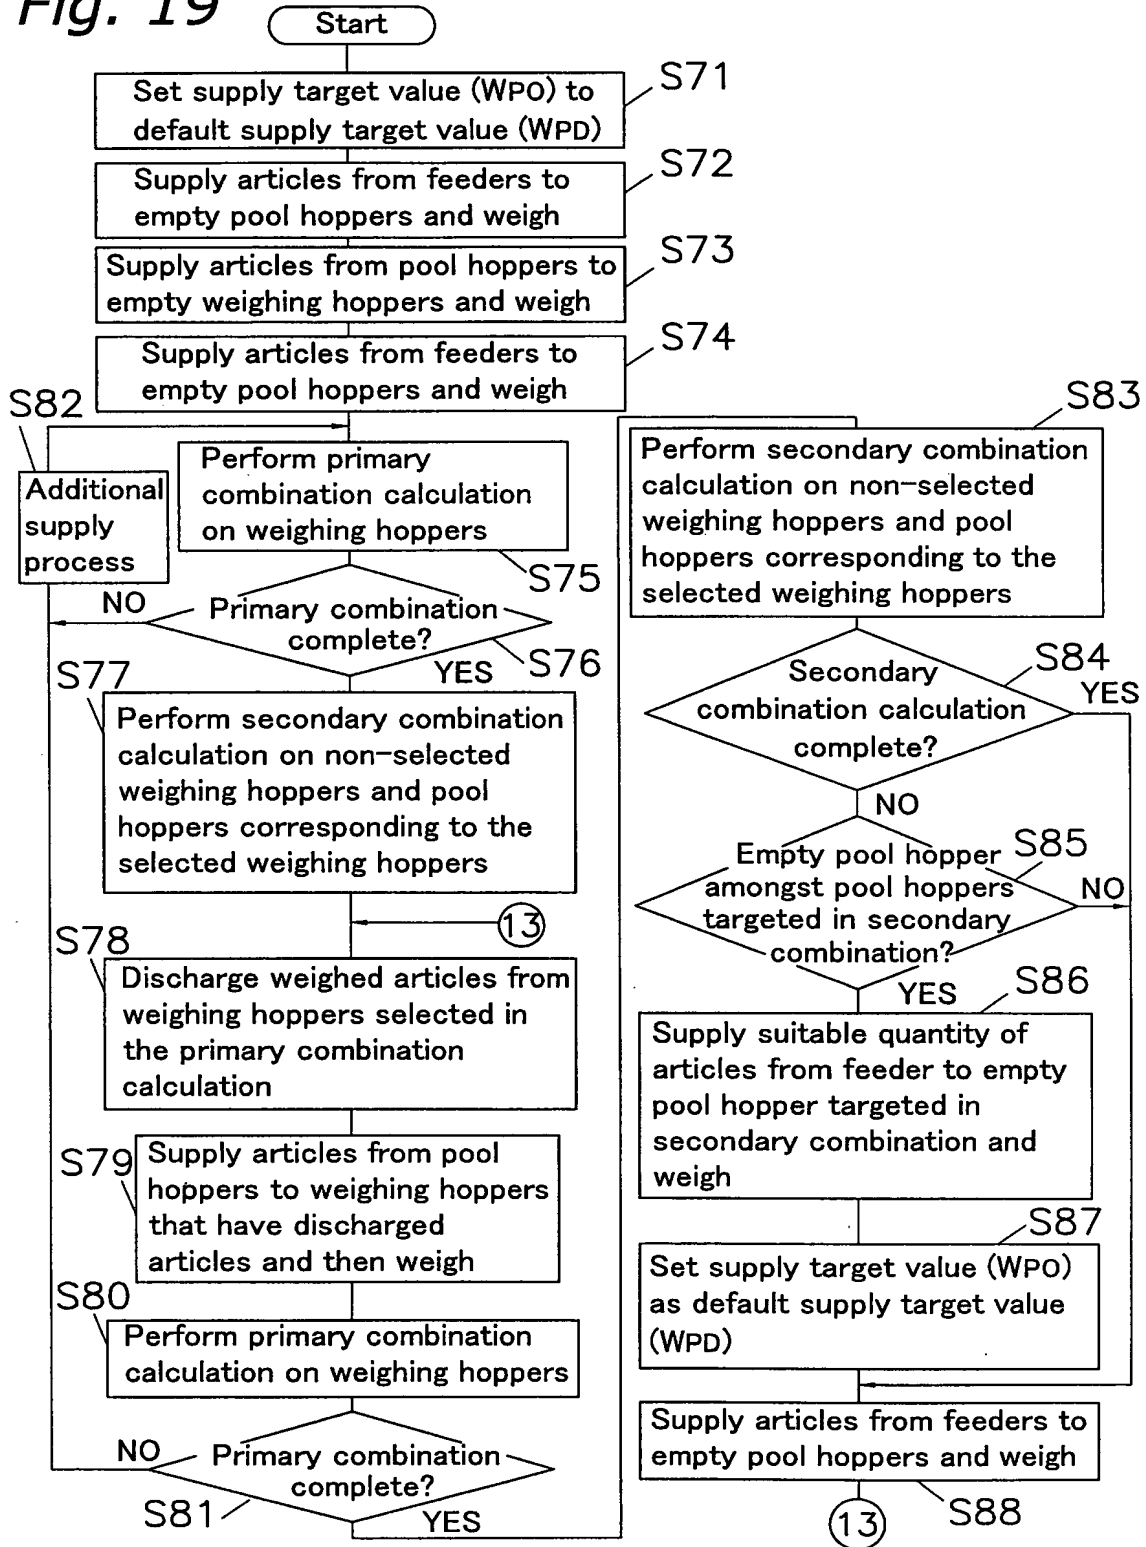 Fig. 19
Start
S71
Set supply target value (WPO) to
default supply target value (WPD)
S72
Supply articles from feeders to
empty pool hoppers and weigh
S73
Supply articles from pool hoppers to
empty weighing hoppers and weigh
S74
Supply articles from feeders to
empty pool hoppers and weigh
S82
Additional
supply
process
Perform primary
combination calculation
on weighing hoppers
S75
NO
Primary combination
complete?
S76
YES
S77
Perform secondary combination
calculation on non-selected
weighing hoppers and pool
hoppers corresponding to the
selected weighing hoppers
13
S78
Discharge weighed articles from
weighing hoppers selected in
the primary combination
calculation
S79
Supply articles from pool
hoppers to weighing hoppers
that have discharged
articles and then weigh
S80
Perform primary combination
calculation on weighing hoppers
NO
Primary combination
complete?
S81
YES
S83
Perform secondary combination
calculation on non-selected
weighing hoppers and pool
hoppers corresponding to the
selected weighing hoppers
S84
Secondary
combination calculation
complete?
YES
NO
S85
Empty pool hopper
amongst pool hoppers
targeted in secondary
combination?
NO
YES
S86
Supply suitable quantity of
articles from feeder to empty
pool hopper targeted in
secondary combination and
weigh
S87
Set supply target value (WPO)
as default supply target value
(WPD)
Supply articles from feeders to
empty pool hoppers and weigh
S88
13